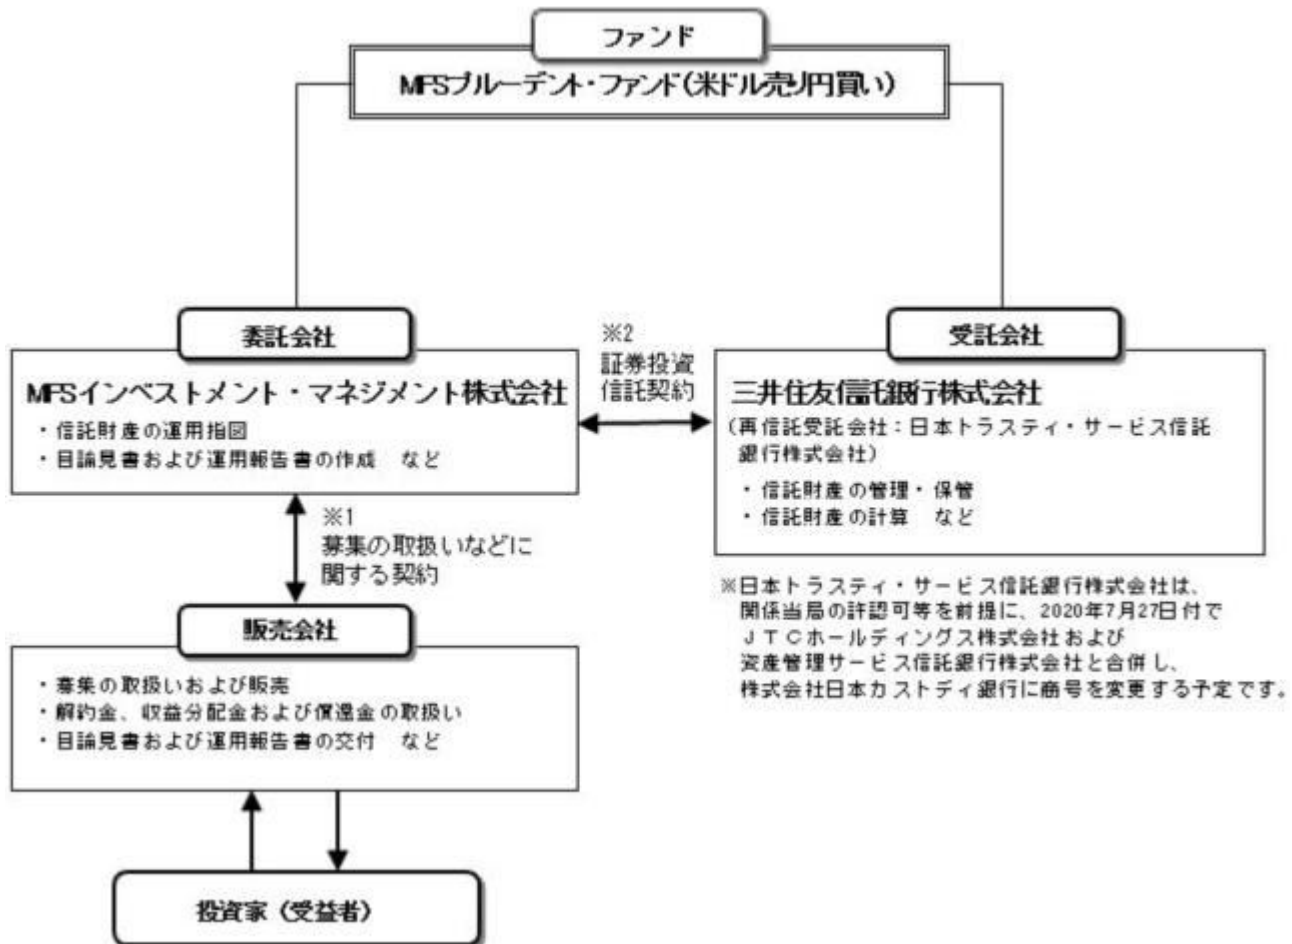 ファンド
MFSプルーデント・ファンド(米ドル売り円買い)
委託会社
MFSインベストメント・マネジメント株式会社
・信託財産の運用指図
・目論見書および運用報告書の作成 など
※2
証券投資
信託契約
受託会社
三井住友信託銀行株式会社
(再信託受託会社：日本トラスティ・サービス信託
銀行株式会社)
・信託財産の管理・保管
・信託財産の計算 など
※1
募集の取扱いなどに
関する契約
※日本トラスティ・サービス信託銀行株式会社は、
関係当局の許認可等を前提に、2020年7月27日付で
ＪＴＣホールディングス株式会社および
資産管理サービス信託銀行株式会社と合併し、
株式会社日本カストディ銀行に商号を変更する予定です。
販売会社
・募集の取扱いおよび販売
・解約金、収益分配金および償還金の取扱い
・目論見書および運用報告書の交付 など
投資家（受益者）